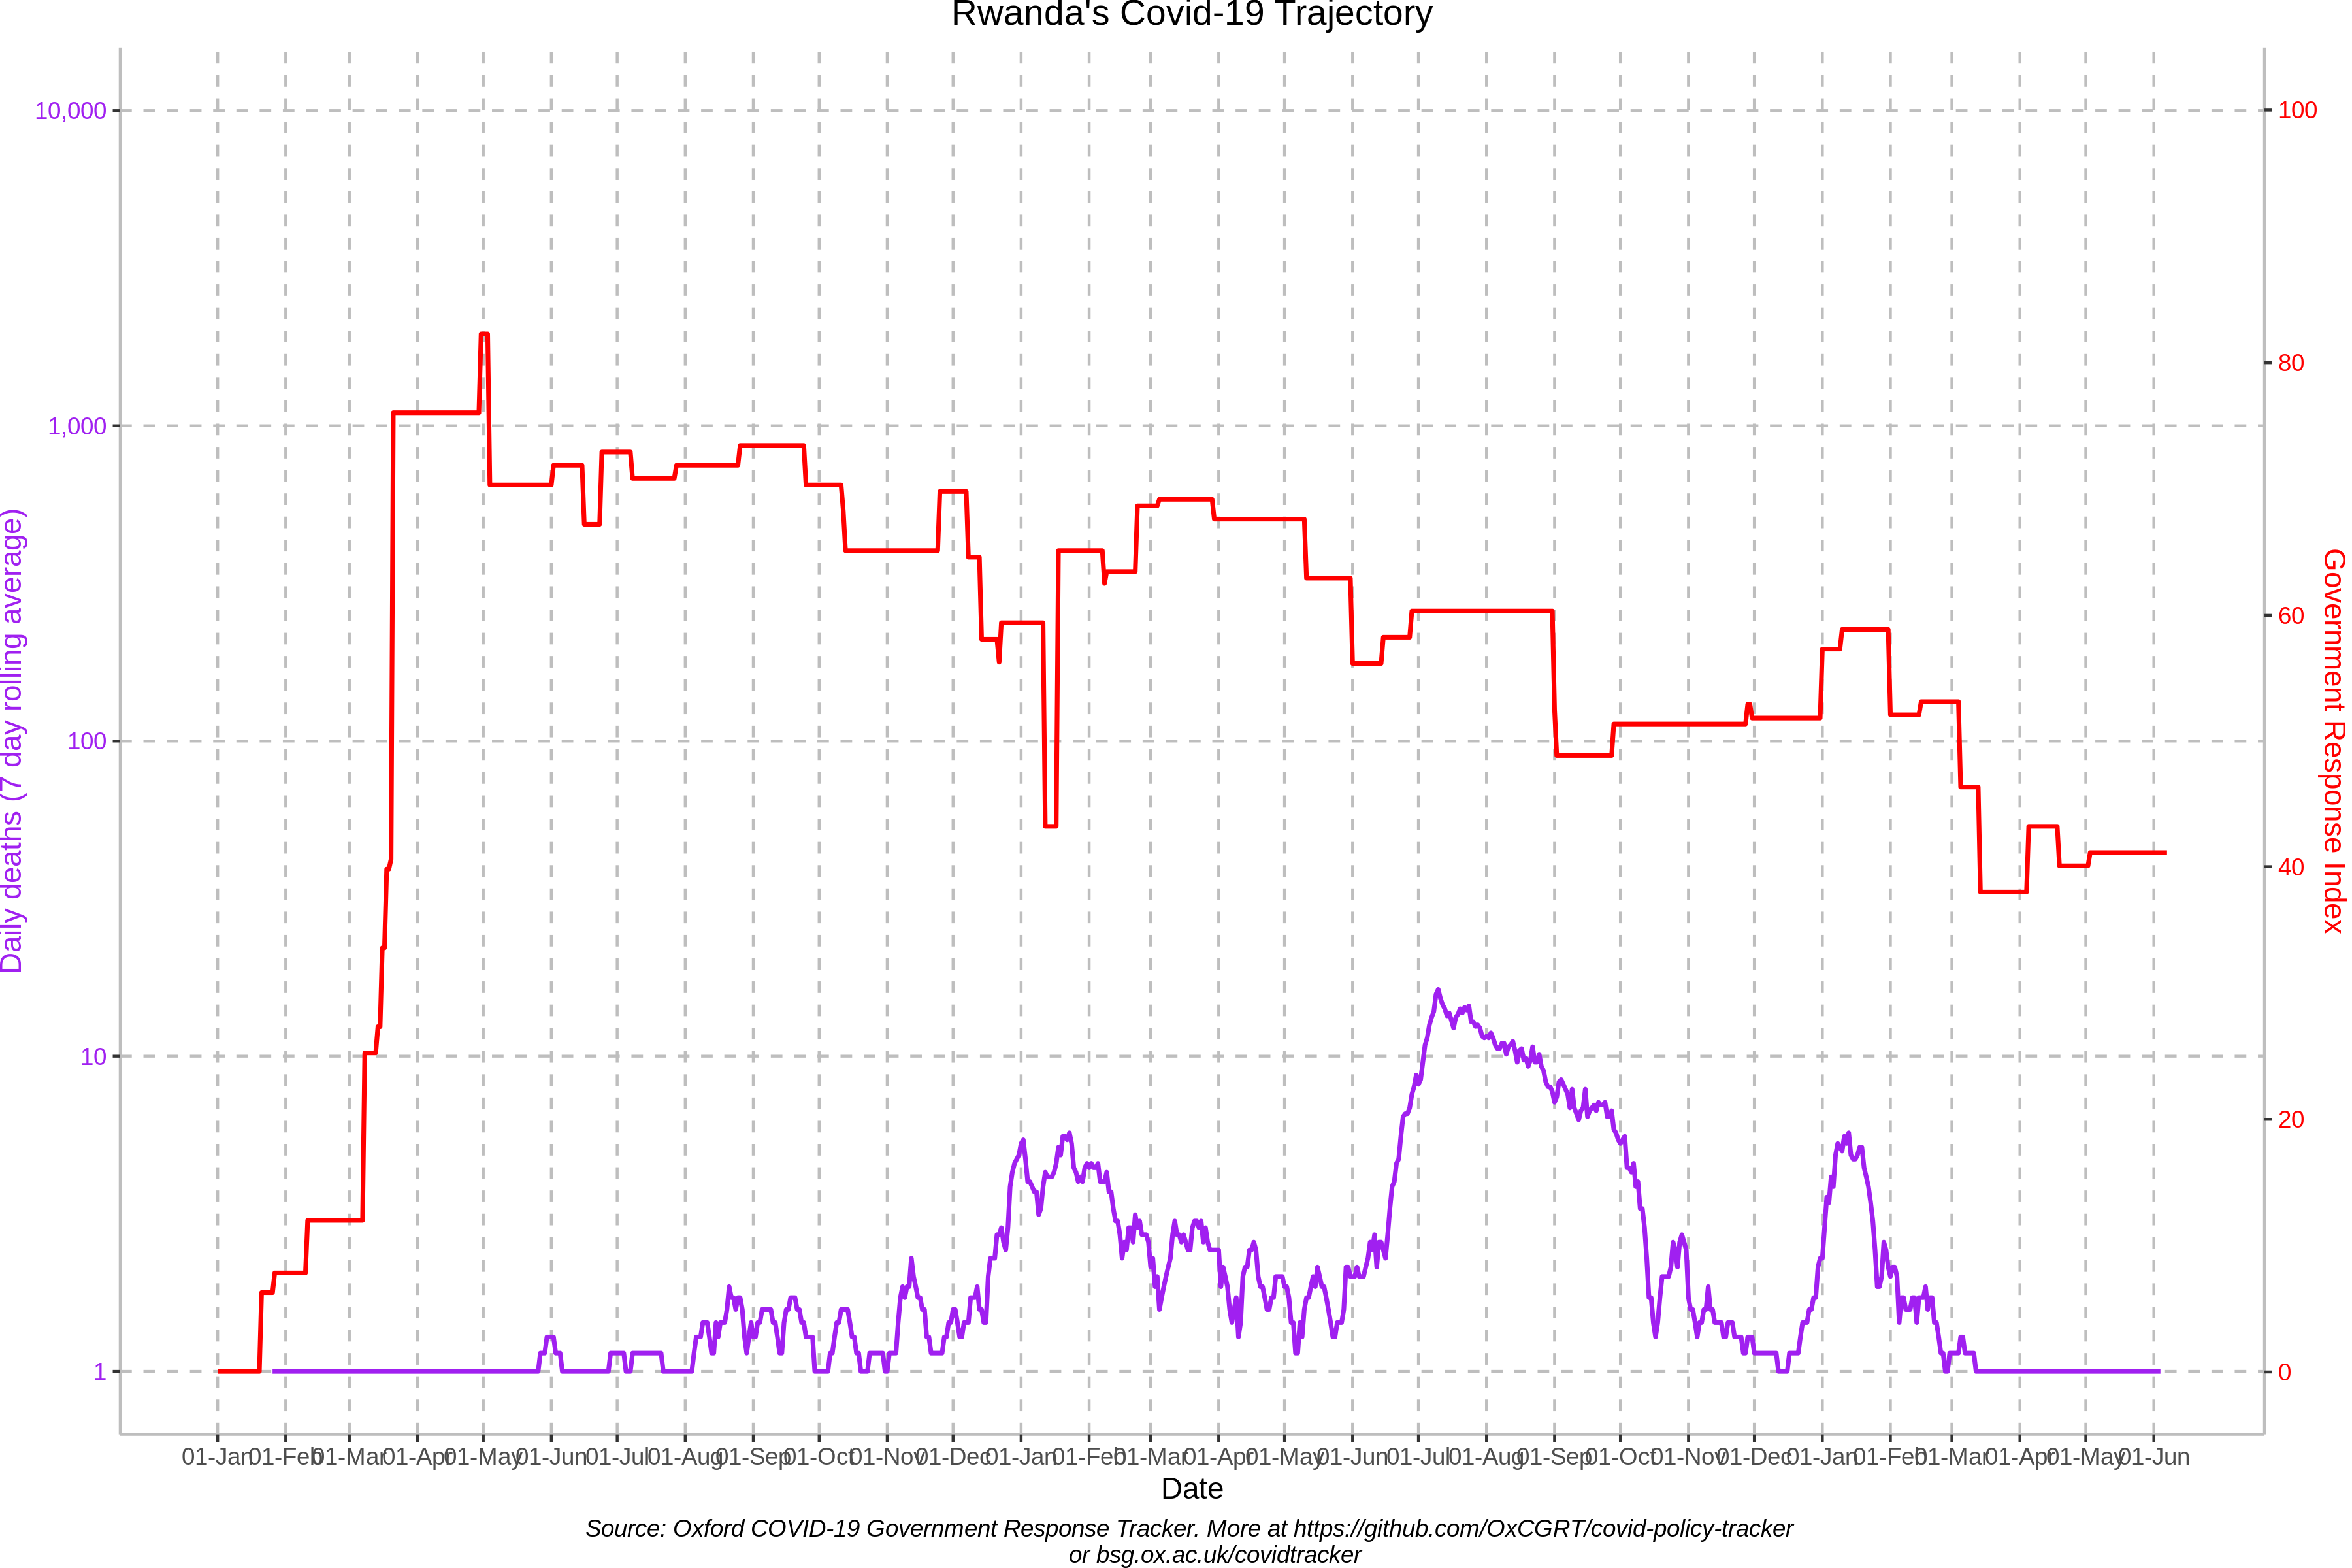 Rwanda's Covid-19 Trajectory
10,000
1,000
100
10
1
Daily deaths (7 day rolling average)
100
80
60
40
20
0
Government Response Index
01-Jan 01-Feb 01-Mar 01-Apr 01-May 01-Jun 01-Jul 01-Aug 01-Sep 01-Oct 01-Nov 01-Dec 01-Jan 01-Feb 01-Mar 01-Apr 01-May 01-Jun 01-Jul 01-Aug 01-Sep 01-Oct 01-Nov 01-Dec 01-Jan 01-Feb 01-Mar 01-Apr 01-May 01-Jun
Date
Source: Oxford COVID-19 Government Response Tracker. More at https://github.com/OxCGRT/covid-policy-tracker
or bsg.ox.ac.uk/covidtracker